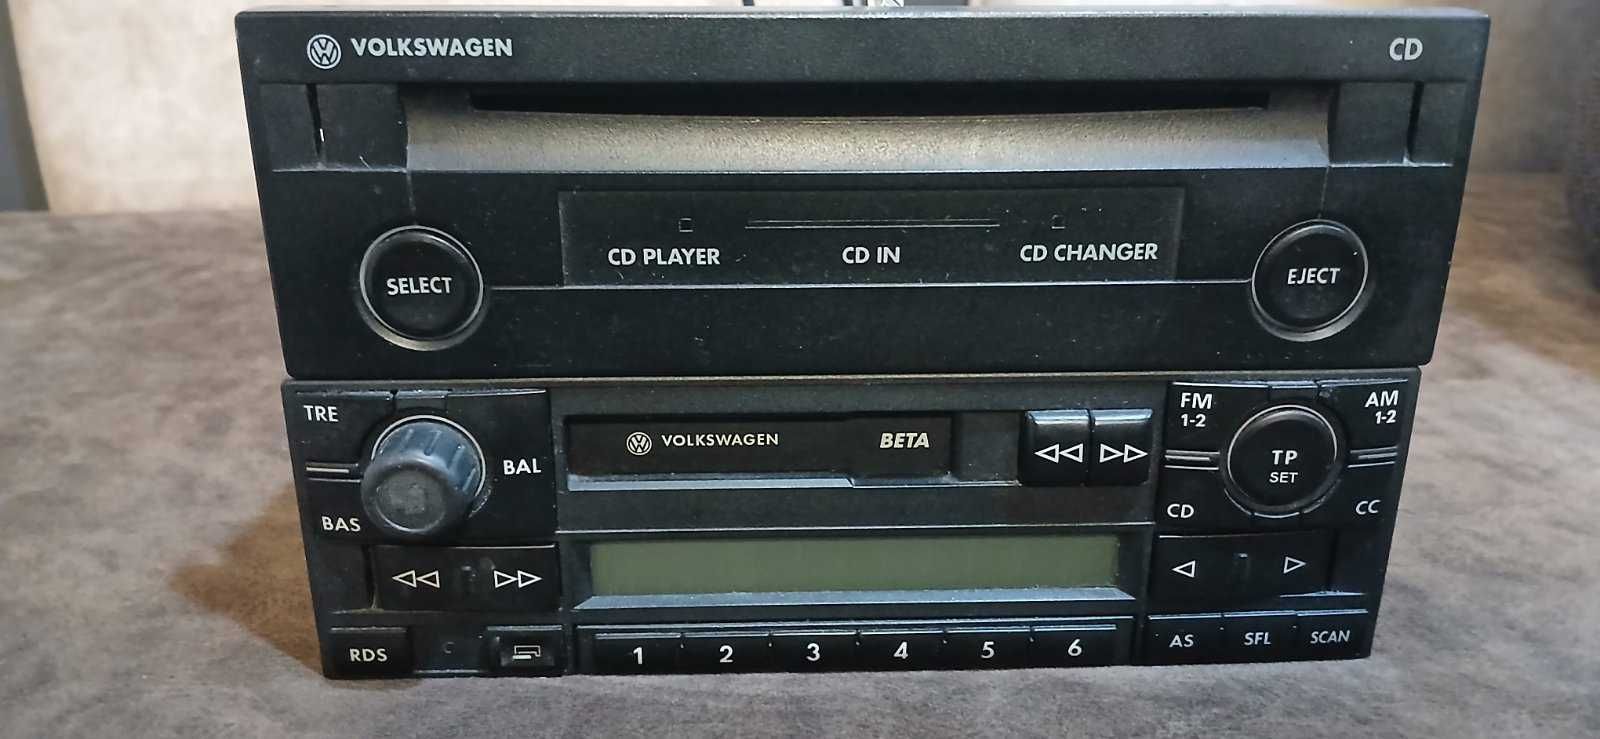 VOLKSWAGEN CD
CD PLAYER CD IN CD CHANGER
SELECT EJECT
TRE FM 1-2 AM 1-2
VOLKSWAGEN BETA
BAL TP SET
BAS CD CC
RDS 1 2 3 4 5 6 AS SFL SCAN